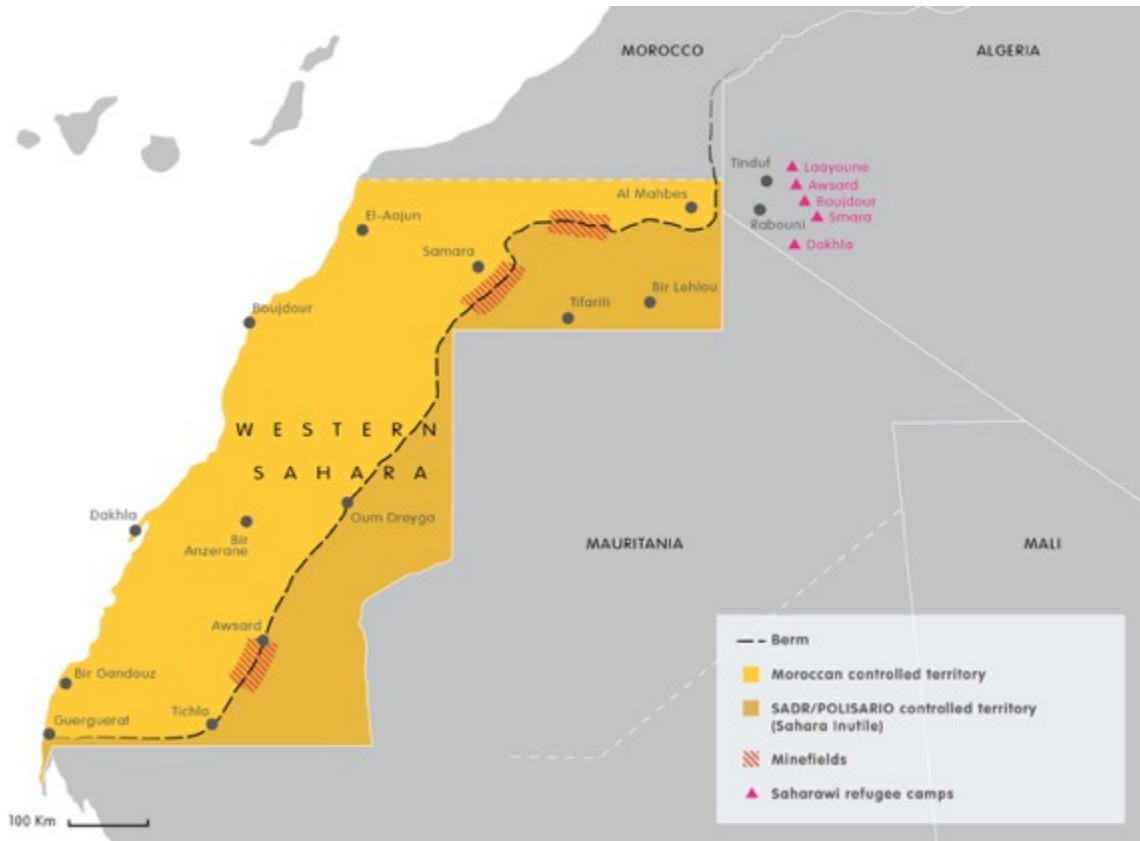 MOROCCO
ALGERIA
Tinduf
Laayoune
Awsard
Boujdour
Smara
Rabouni
Dakhla
Al Mahbes
El-Aajun
Samara
Bir Lehlou
Tifariti
Boujdour
WESTERN
SAHARA
Dakhla
Bir
Anzerane
Oum Dreyga
MAURITANIA
MALI
Awsard
Bir Gandouz
Tichla
Guerguerat
Berm
Moroccan controlled territory
SADR/POLISARIO controlled territory
(Sahara Inutile)
Minefields
Saharawi refugee camps
100 Km